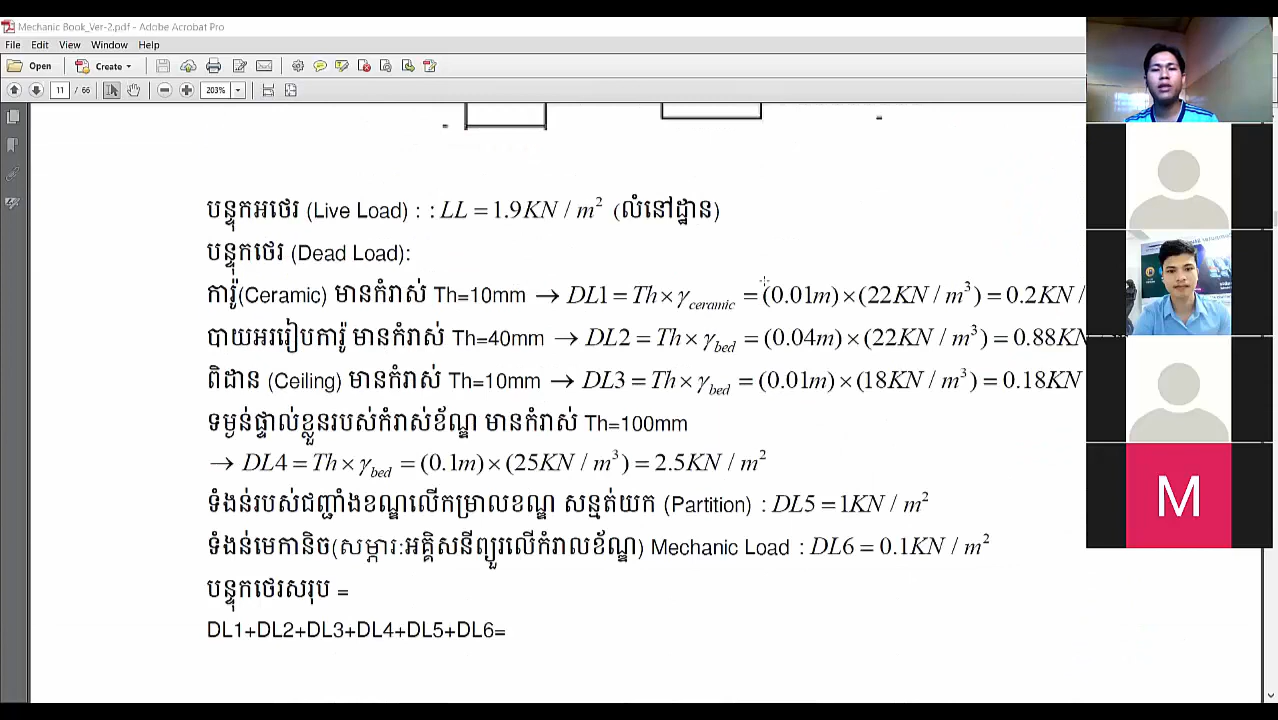 Mechanic Book_Ver-2.pdf - Adobe Acrobat Pro
File Edit View Window Help
Open Create
11 / 66 203%
បន្ទុកអថេរ (Live Load) : : LL = 1.9KN / m² (លំនៅដ្ឋាន)
បន្ទុកថេរ (Dead Load):
ការ៉ូ(Ceramic) មានកំរាស់ Th=10mm → DL1 = Th × γceramic = (0.01m) × (22KN / m³) = 0.2KN /
បាយអររៀបការ៉ូ មានកំរាស់ Th=40mm → DL2 = Th × γbed = (0.04m) × (22KN / m³) = 0.88KN
ពិដាន (Ceiling) មានកំរាស់ Th=10mm → DL3 = Th × γbed = (0.01m) × (18KN / m³) = 0.18KN
ទម្ងន់ផ្ទាល់ខ្លួនរបស់កំរាស់ខ័ណ្ឌ មានកំរាស់ Th=100mm
→ DL4 = Th × γbed = (0.1m) × (25KN / m³) = 2.5KN / m²
ទំងន់របស់ជញ្ជាំងខណ្ឌលើកម្រាលខណ្ឌ សន្មត់យក (Partition) : DL5 = 1KN / m²
ទំងន់មេកានិច(សម្ភារៈអគ្គិសនីព្យួរលើកំរាលខ័ណ្ឌ) Mechanic Load : DL6 = 0.1KN / m²
បន្ទុកថេរសរុប =
DL1+DL2+DL3+DL4+DL5+DL6=
M